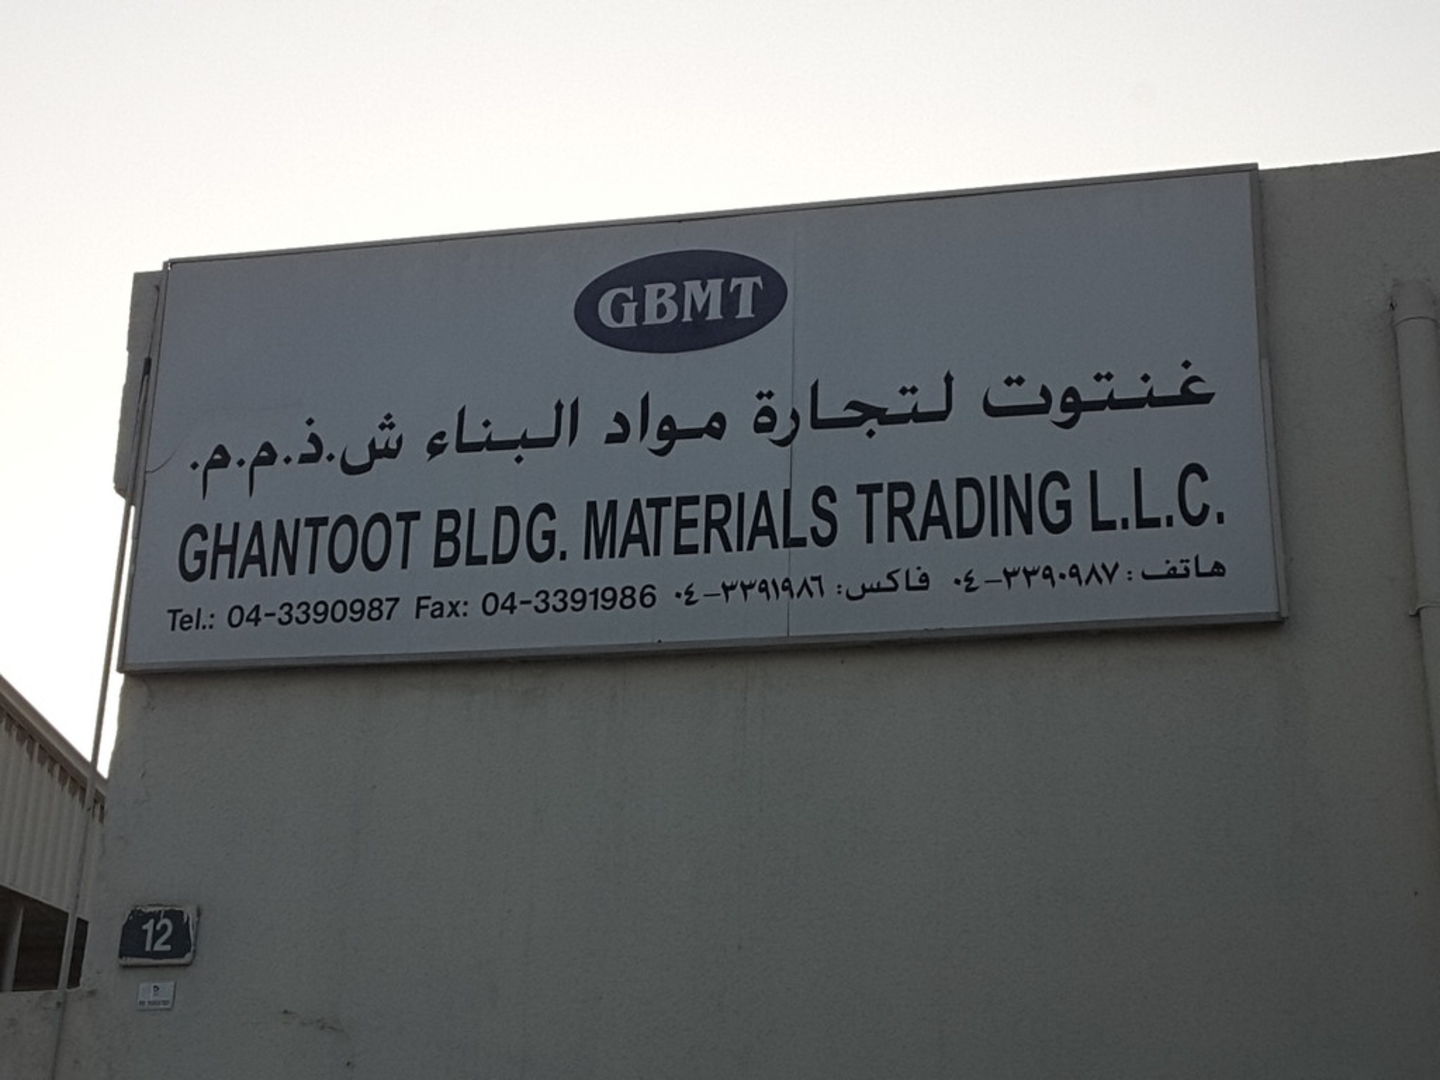 GBMT
غنتوت لتجارة مواد البناء ش.ذ.م.م.
GHANTOOT BLDG. MATERIALS TRADING L.L.C.
Tel.: 04-3390987 Fax: 04-3391986 هاتف: ٣٣٩٠٩٨٧-٠٤ فاكس: ٣٣٩١٩٨٦-٠٤
12